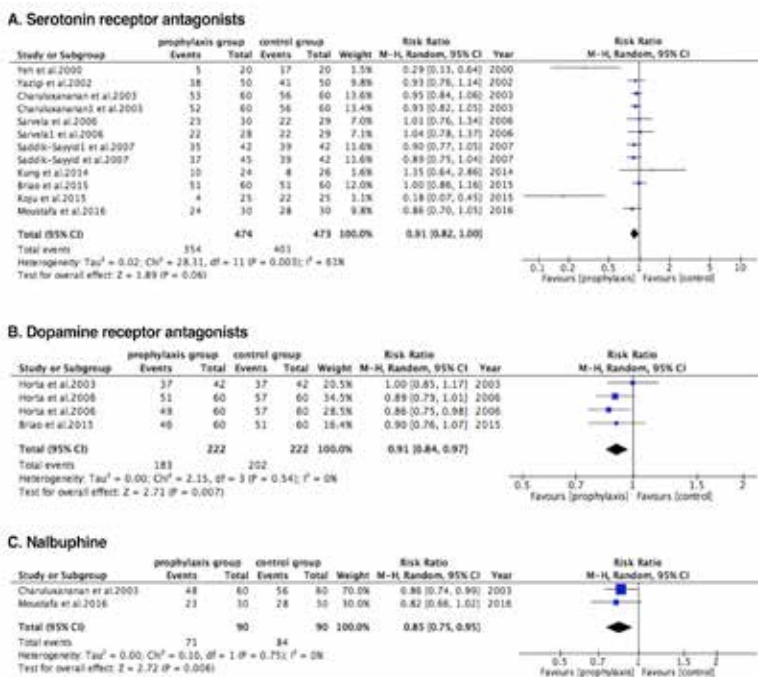 A. Serotonin receptor antagonists
prophylaxis group control group Risk Ratio Risk Ratio
Study or Subgroup Events Total Events Total Weight M-H, Random, 95% CI Year M-H, Random, 95% CI
Yeh et al.2000 5 20 17 20 1.5% 0.29 [0.13, 0.64] 2000
Yazigi et al.2002 38 50 41 50 9.8% 0.93 [0.76, 1.14] 2002
Charuluxananan et al.2003 53 60 56 60 13.6% 0.95 [0.84, 1.06] 2003
Charuluxananan1 et al.2003 52 60 56 60 13.4% 0.93 [0.82, 1.05] 2003
Sarvela et al.2006 23 30 22 29 7.0% 1.01 [0.76, 1.34] 2006
Sarvela1 et al.2006 22 28 22 29 7.1% 1.04 [0.78, 1.37] 2006
Saddik-Sayyid1 et al.2007 35 42 39 42 11.6% 0.90 [0.77, 1.05] 2007
Saddik-Sayyid et al.2007 37 45 39 42 11.6% 0.89 [0.75, 1.04] 2007
Kung et al.2014 10 24 8 26 1.1% 1.35 [0.64, 2.86] 2014
Briao et al.2015 51 60 51 60 12.0% 1.00 [0.86, 1.16] 2015
Koju et al.2015 4 25 22 25 1.1% 0.18 [0.07, 0.45] 2015
Moustafa et al.2016 24 30 28 30 9.8% 0.86 [0.70, 1.05] 2016
Total (95% CI) 474 473 100.0% 0.91 [0.82, 1.00]
Total events 354 401
Heterogeneity: Tau² = 0.02; Chi² = 28.31, df = 11 (P = 0.003); I² = 61%
Test for overall effect: Z = 1.89 (P = 0.06)
0.1 0.2 0.5 1 2 5 10
Favours [prophylaxis] Favours [control]
B. Dopamine receptor antagonists
prophylaxis group control group Risk Ratio Risk Ratio
Study or Subgroup Events Total Events Total Weight M-H, Random, 95% CI Year M-H, Random, 95% CI
Horta et al.2003 37 42 37 42 20.5% 1.00 [0.85, 1.17] 2003
Horta et al.2006 51 60 57 60 34.5% 0.89 [0.79, 1.01] 2006
Horta et al.2006 49 60 57 60 28.5% 0.86 [0.75, 0.98] 2006
Briao et al.2015 46 60 51 60 16.4% 0.90 [0.76, 1.07] 2015
Total (95% CI) 222 222 100.0% 0.91 [0.84, 0.97]
Total events 183 202
Heterogeneity: Tau² = 0.00; Chi² = 2.15, df = 3 (P = 0.54); I² = 0%
Test for overall effect: Z = 2.71 (P = 0.007)
0.5 0.7 1 1.5 2
Favours [prophylaxis] Favours [control]
C. Nalbuphine
prophylaxis group control group Risk Ratio Risk Ratio
Study or Subgroup Events Total Events Total Weight M-H, Random, 95% CI Year M-H, Random, 95% CI
Charuluxananan et al.2003 48 60 56 60 70.0% 0.86 [0.74, 0.99] 2003
Moustafa et al.2016 23 30 28 30 30.0% 0.82 [0.66, 1.02] 2016
Total (95% CI) 90 90 100.0% 0.85 [0.75, 0.95]
Total events 71 84
Heterogeneity: Tau² = 0.00; Chi² = 0.10, df = 1 (P = 0.75); I² = 0%
Test for overall effect: Z = 2.72 (P = 0.006)
0.5 0.7 1 1.5 2
Favours [prophylaxis] Favours [control]